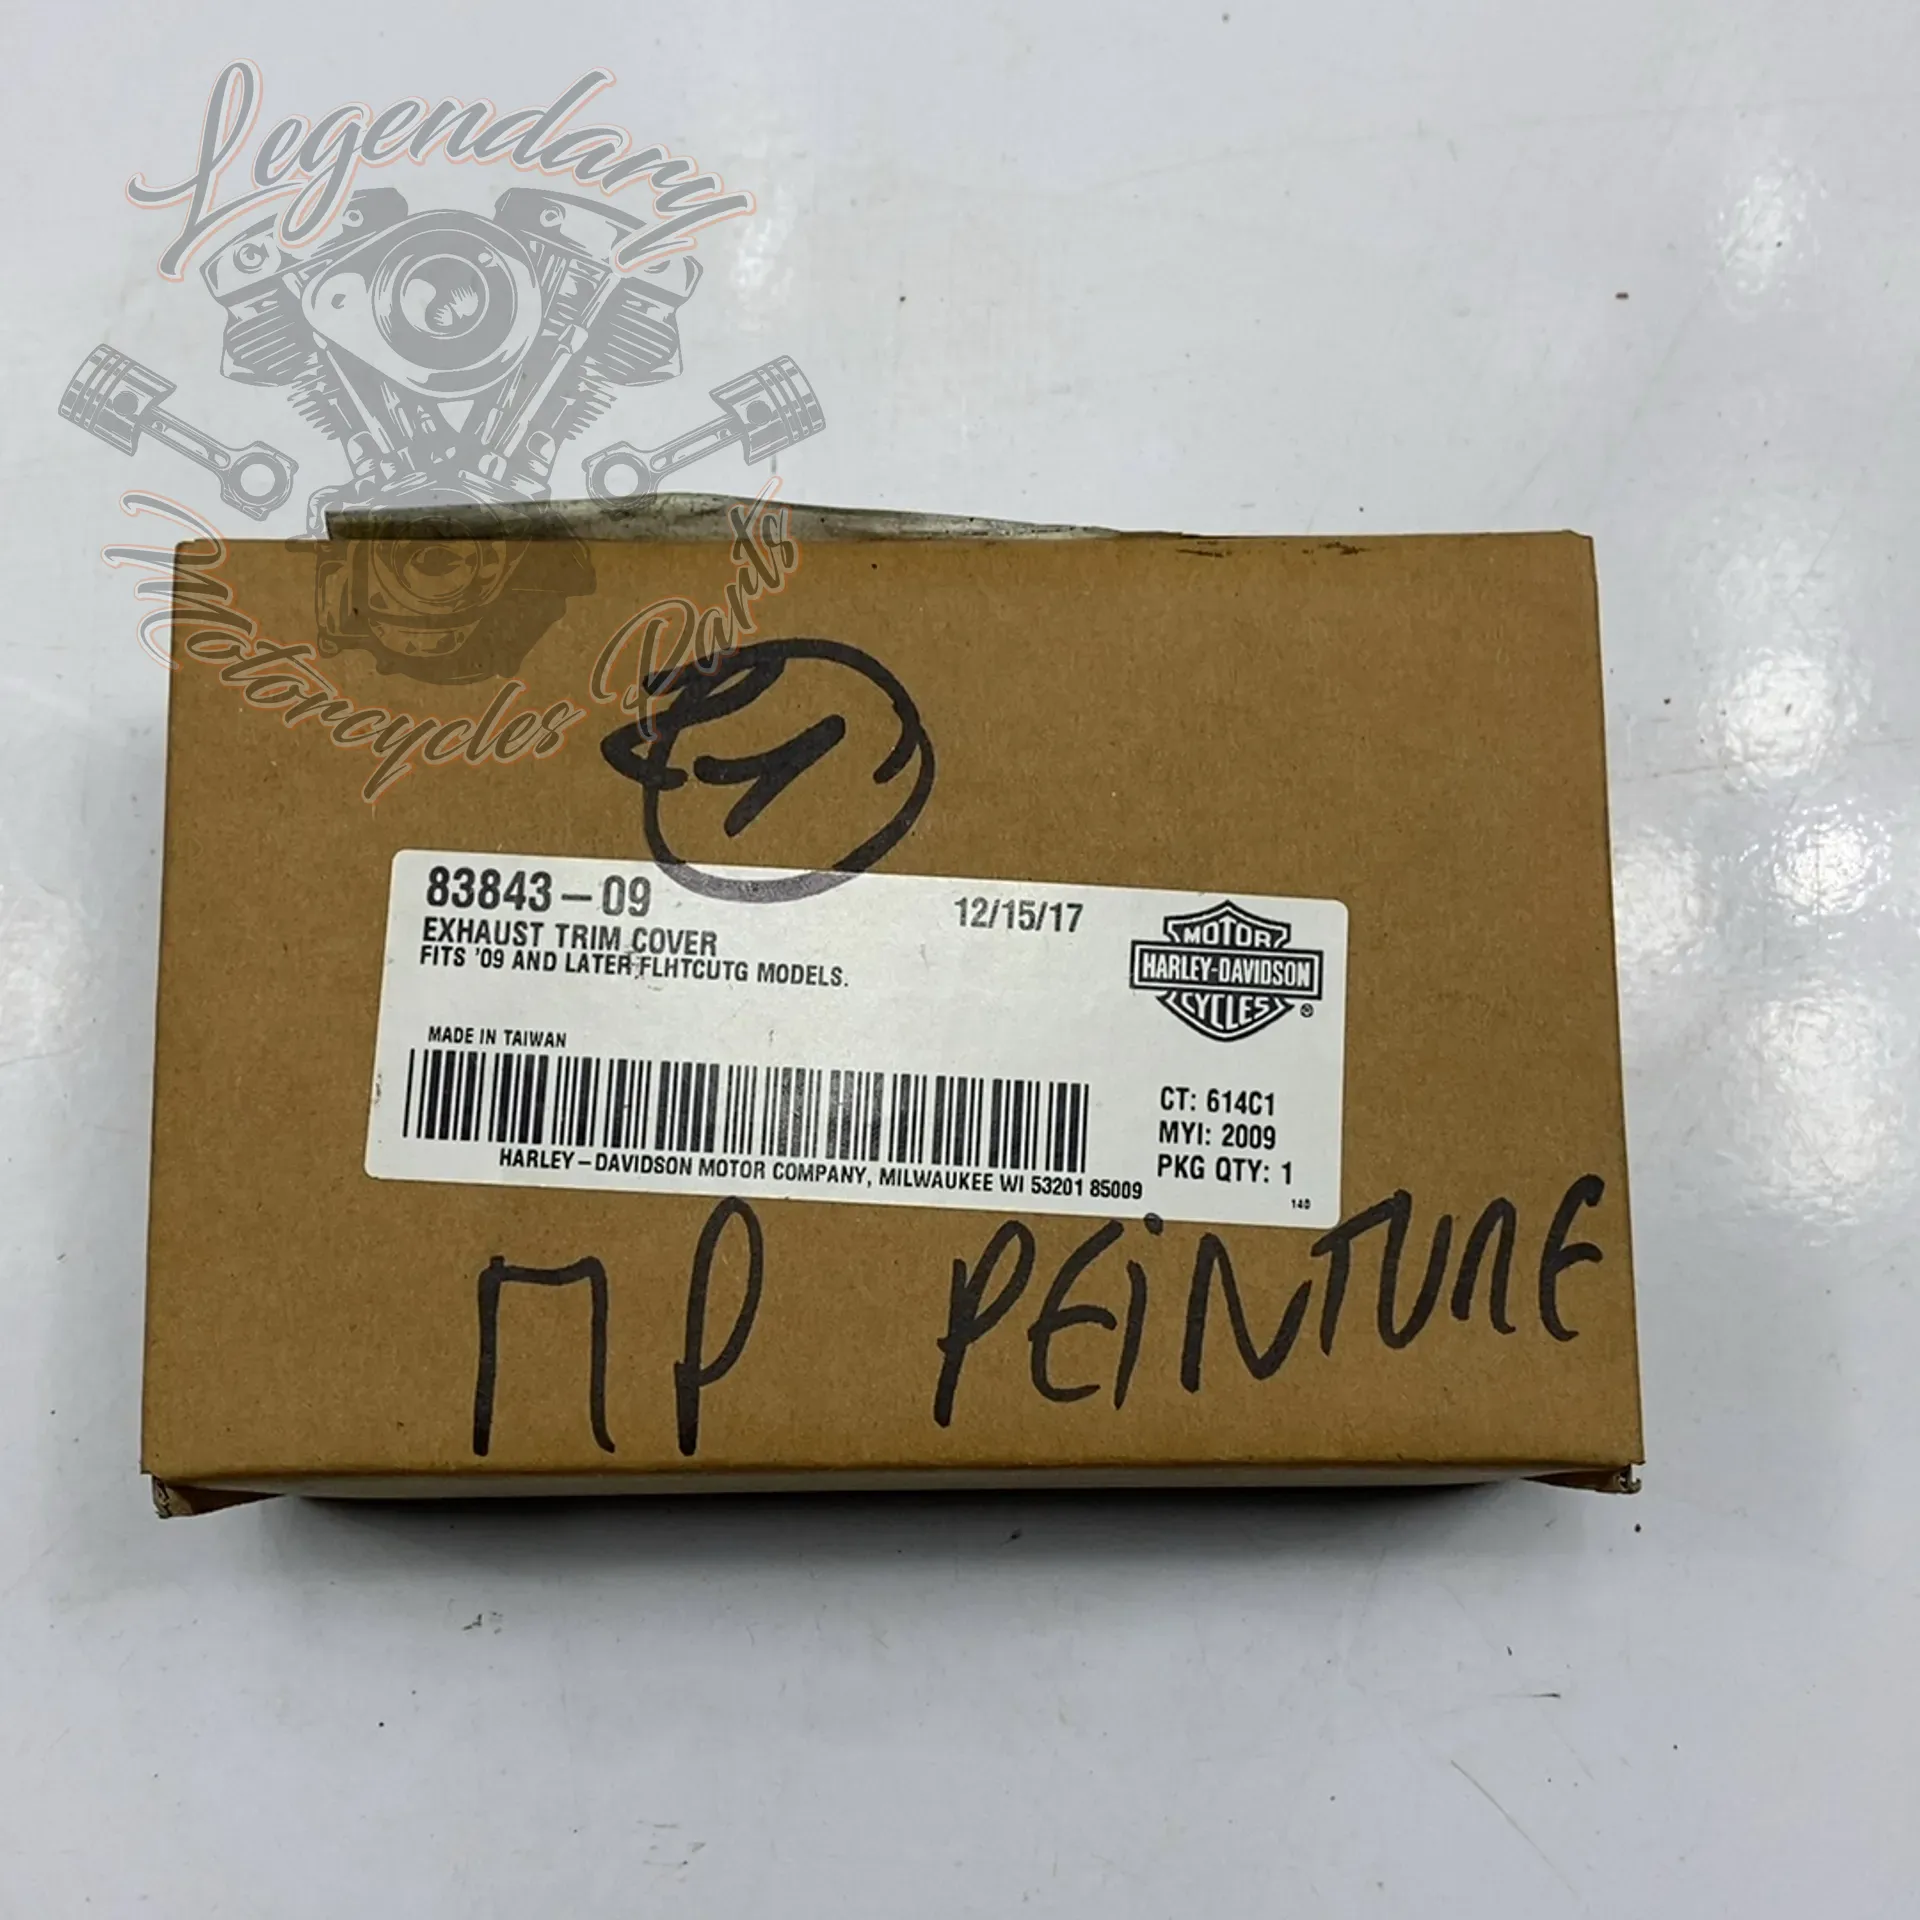 Legendary
Motorcycles Parts
83843-09
12/15/17
EXHAUST TRIM COVER
FITS '09 AND LATER FLHTCUTG MODELS.
MOTOR
HARLEY-DAVIDSON
CYCLES
®
MADE IN TAIWAN
CT: 614C1
MYI: 2009
PKG QTY: 1
HARLEY-DAVIDSON MOTOR COMPANY, MILWAUKEE WI 53201 85009
140
MP PEINTURE